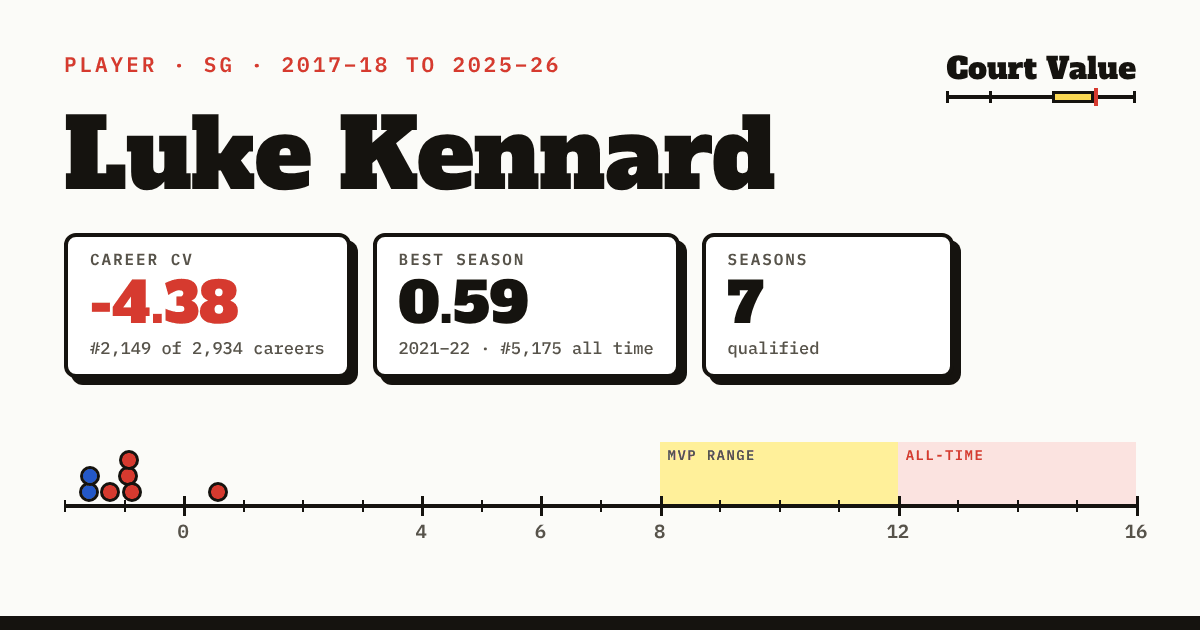 PLAYER · SG · 2017–18 TO 2025–26
Court Value
Luke Kennard
CAREER CV
-4.38
#2,149 of 2,934 careers
BEST SEASON
0.59
2021–22 · #5,175 all time
SEASONS
7
qualified
MVP RANGE
ALL-TIME
0 4 6 8 12 16